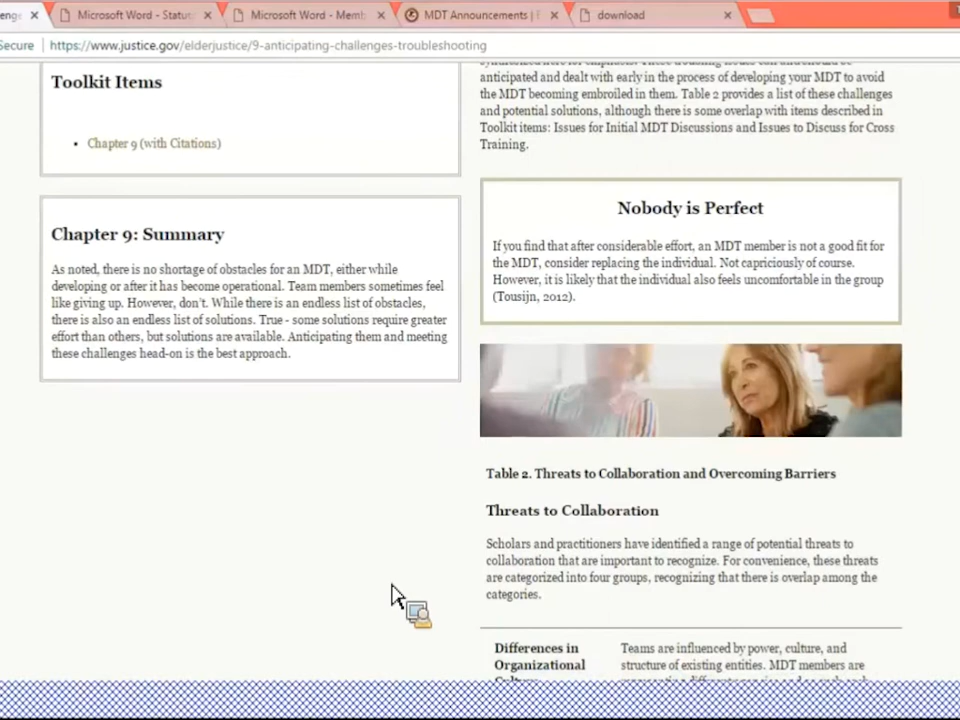 enge
Microsoft Word - Statut
Microsoft Word - Memb
MDT Announcements |
download
Secure
https://www.justice.gov/elderjustice/9-anticipating-challenges-troubleshooting
Toolkit Items
Chapter 9 (with Citations)
Chapter 9: Summary
As noted, there is no shortage of obstacles for an MDT, either while
developing or after it has become operational. Team members sometimes feel
like giving up. However, don't. While there is an endless list of obstacles,
there is also an endless list of solutions. True - some solutions require greater
effort than others, but solutions are available. Anticipating them and meeting
these challenges head-on is the best approach.
anticipated and dealt with early in the process of developing your MDT to avoid
the MDT becoming embroiled in them. Table 2 provides a list of these challenges
and potential solutions, although there is some overlap with items described in
Toolkit items: Issues for Initial MDT Discussions and Issues to Discuss for Cross
Training.
Nobody is Perfect
If you find that after considerable effort, an MDT member is not a good fit for
the MDT, consider replacing the individual. Not capriciously of course.
However, it is likely that the individual also feels uncomfortable in the group
(Tousijn, 2012).
Table 2. Threats to Collaboration and Overcoming Barriers
Threats to Collaboration
Scholars and practitioners have identified a range of potential threats to
collaboration that are important to recognize. For convenience, these threats
are categorized into four groups, recognizing that there is overlap among the
categories.
Differences in
Organizational
Teams are influenced by power, culture, and
structure of existing entities. MDT members are